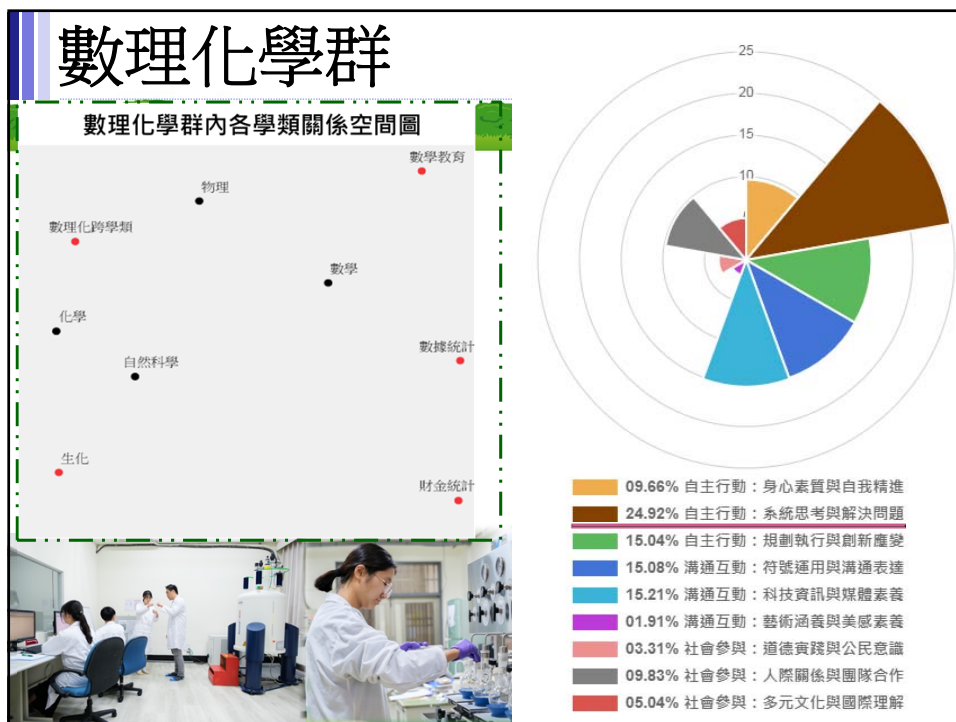 數理化學群
數理化學群內各學類關係空間圖
數學教育
物理
數理化跨學類
數學
化學
數據統計
自然科學
生化
財金統計
25
20
15
10
09.66% 自主行動：身心素質與自我精進
24.92% 自主行動：系統思考與解決問題
15.04% 自主行動：規劃執行與創新應變
15.08% 溝通互動：符號運用與溝通表達
15.21% 溝通互動：科技資訊與媒體素養
01.91% 溝通互動：藝術涵養與美感素養
03.31% 社會參與：道德實踐與公民意識
09.83% 社會參與：人際關係與團隊合作
05.04% 社會參與：多元文化與國際理解